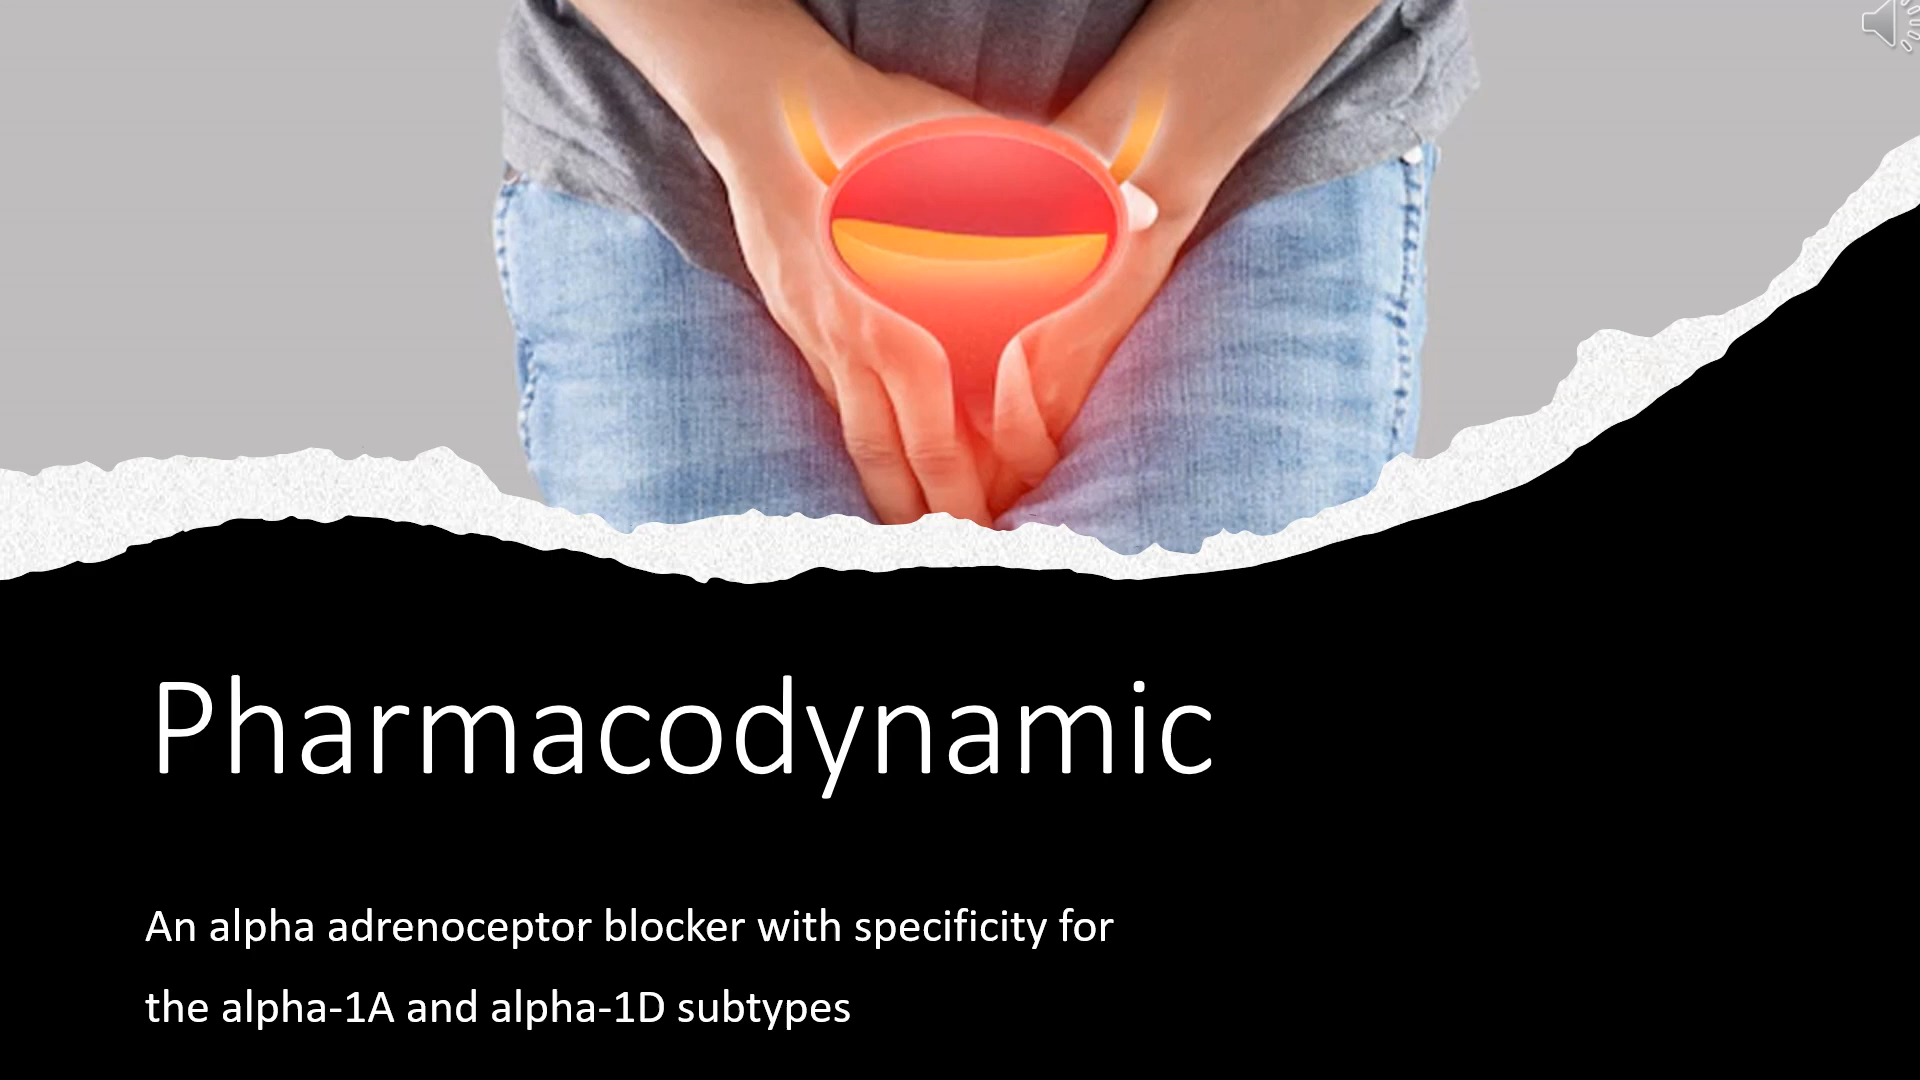 Pharmacodynamic
An alpha adrenoceptor blocker with specificity for
the alpha-1A and alpha-1D subtypes